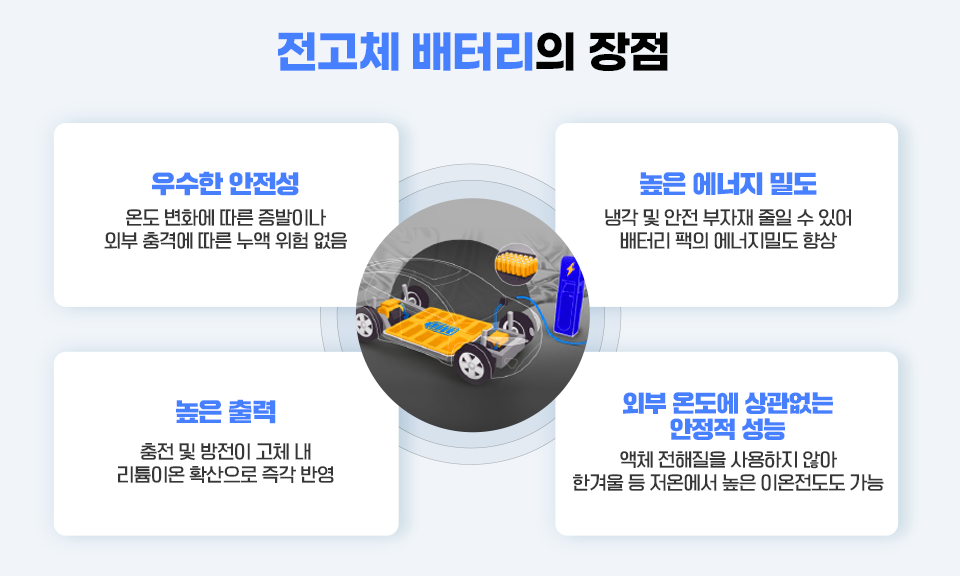 전고체 배터리의 장점
우수한 안전성
온도 변화에 따른 증발이나
외부 충격에 따른 누액 위험 없음
높은 에너지 밀도
냉각 및 안전 부자재 줄일 수 있어
배터리 팩의 에너지밀도 향상
높은 출력
충전 및 방전이 고체 내
리튬이온 확산으로 즉각 반영
외부 온도에 상관없는
안정적 성능
액체 전해질을 사용하지 않아
한겨울 등 저온에서 높은 이온전도도 가능